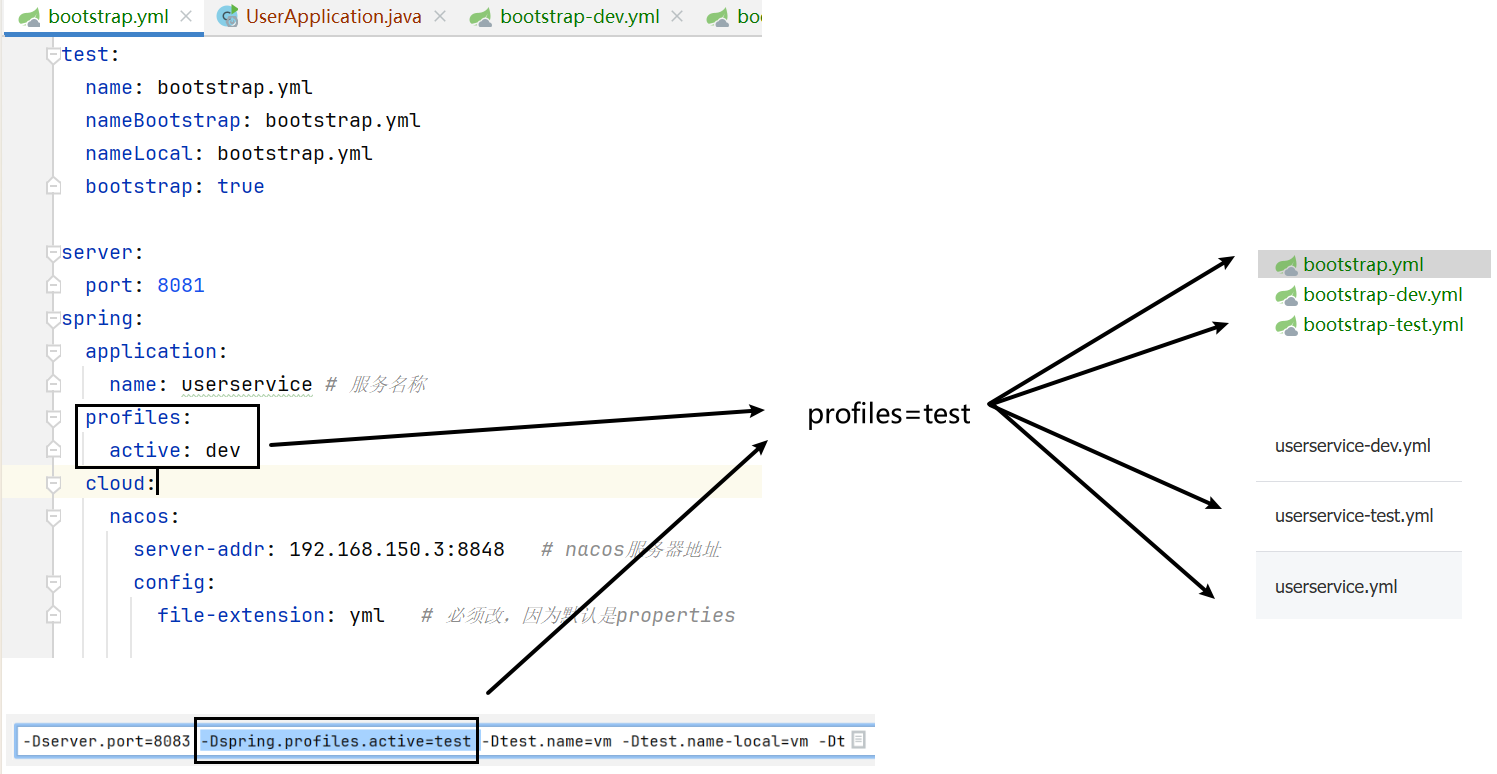 bootstrap.yml
UserApplication.java
bootstrap-dev.yml
boo
test:
name: bootstrap.yml
nameBootstrap: bootstrap.yml
nameLocal: bootstrap.yml
bootstrap: true
server:
port: 8081
spring:
application:
name: userservice # 服务名称
profiles:
active: dev
cloud:
nacos:
server-addr: 192.168.150.3:8848 # nacos服务器地址
config:
file-extension: yml # 必须改，因为默认是properties
-Dserver.port=8083 -Dspring.profiles.active=test -Dtest.name=vm -Dtest.name-local=vm -Dt
profiles=test
bootstrap.yml
bootstrap-dev.yml
bootstrap-test.yml
userservice-dev.yml
userservice-test.yml
userservice.yml